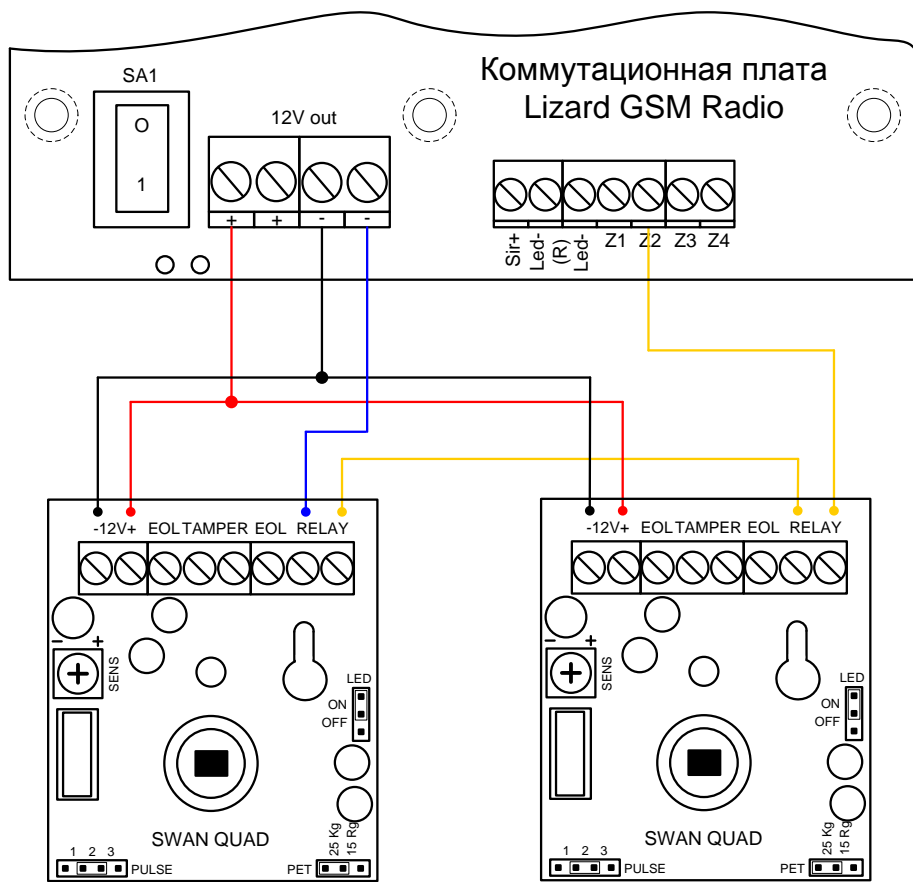 SA1
O
1
12V out
+ + - -
Коммутационная плата
Lizard GSM Radio
Sir+ Led- (R) Led- Z1 Z2 Z3 Z4
-12V+ EOL TAMPER EOL RELAY
- +
SENS
LED
ON
OFF
SWAN QUAD
1 2 3
PULSE
PET
25 Kg
15 Rg
-12V+ EOL TAMPER EOL RELAY
- +
SENS
LED
ON
OFF
SWAN QUAD
1 2 3
PULSE
PET
25 Kg
15 Rg